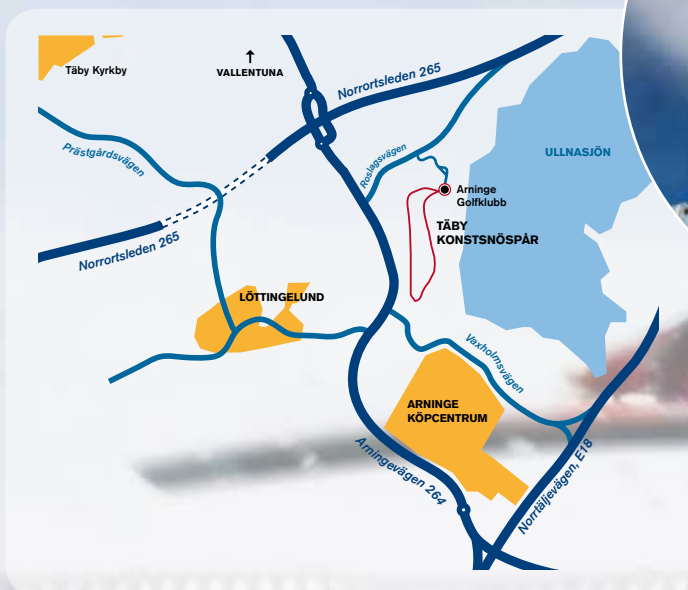 Täby Kyrkby
↑
VALLENTUNA
Norrortsleden 265
Prästgårdsvägen
Roslagsvägen
ULLNASJÖN
Arninge
Golfklubb
TÄBY
KONSTSNÖSPÅR
Norrortsleden 265
LÖTTINGELUND
Vaxholmsvägen
ARNINGE
KÖPCENTRUM
Arningevägen 264
Norrtäljevägen, E18